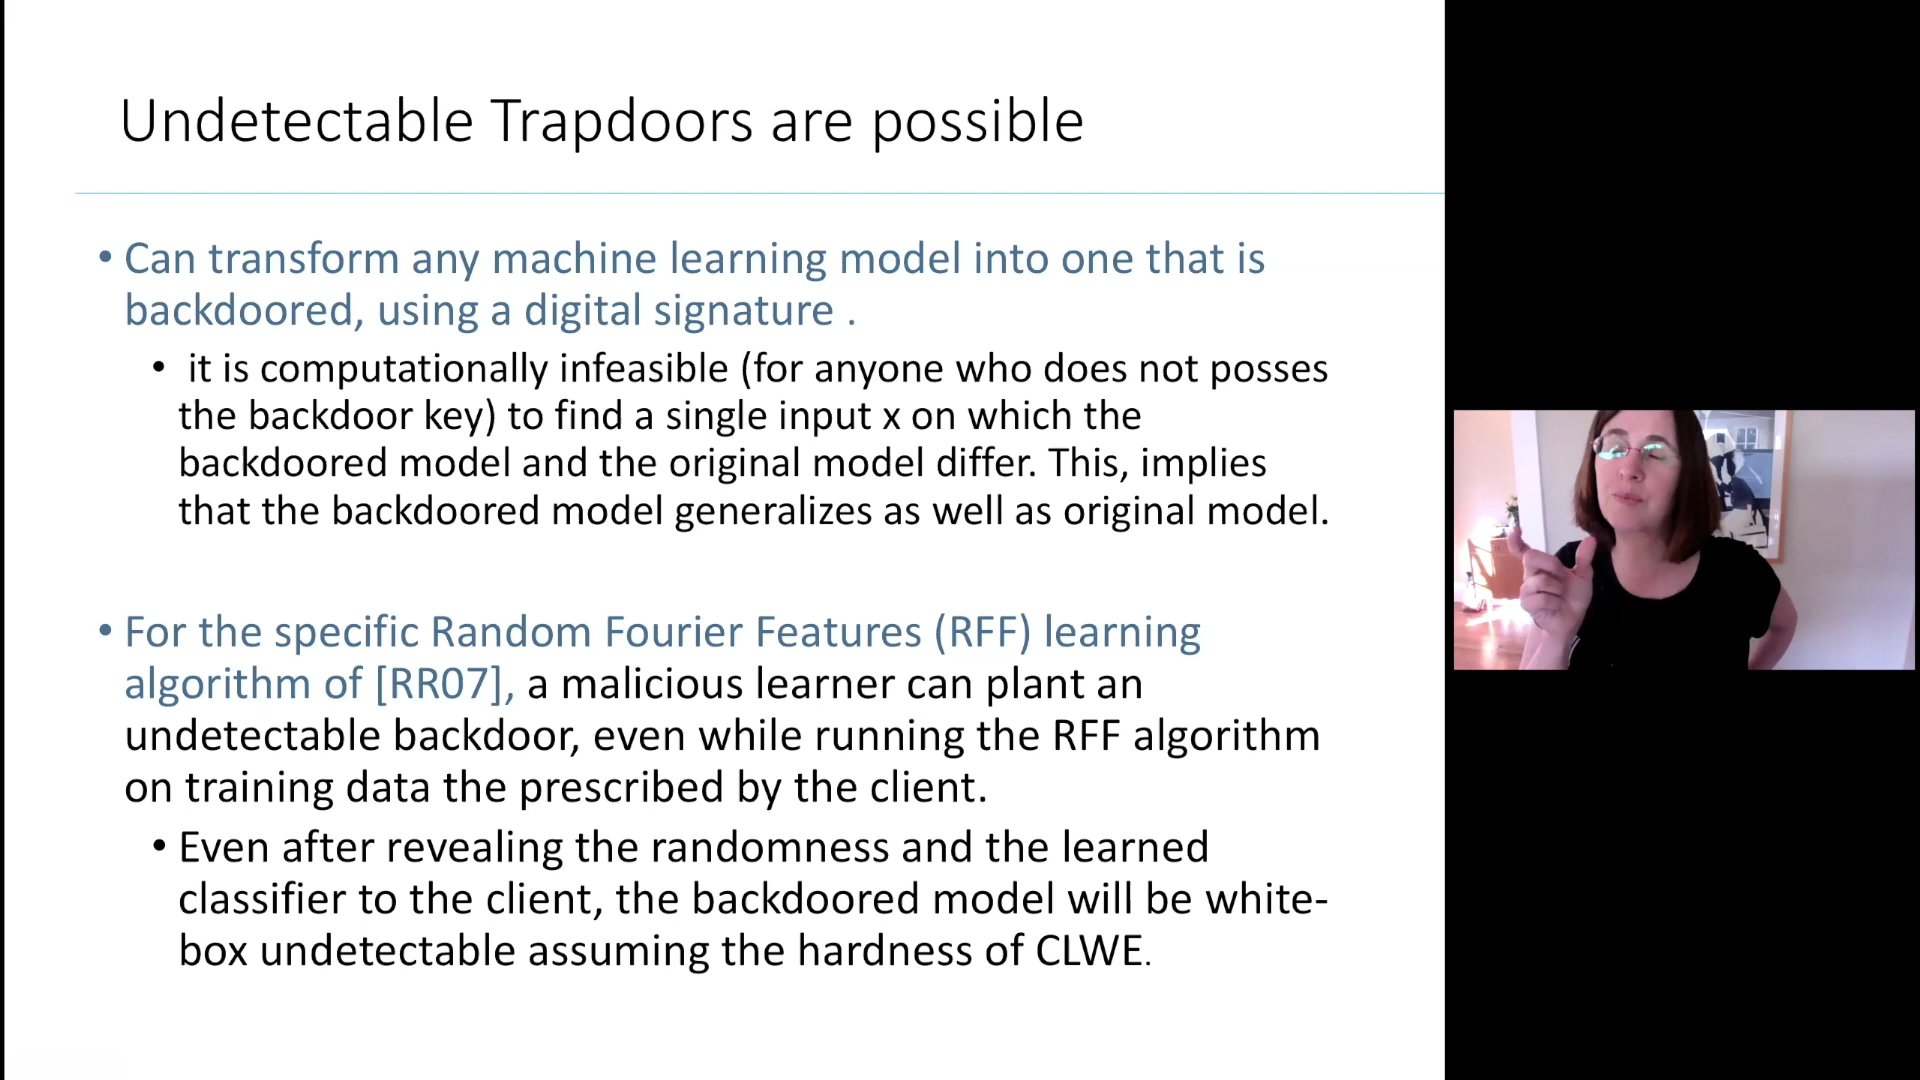 Undetectable Trapdoors are possible
• Can transform any machine learning model into one that is
backdoored, using a digital signature .
• it is computationally infeasible (for anyone who does not posses
the backdoor key) to find a single input x on which the
backdoored model and the original model differ. This, implies
that the backdoored model generalizes as well as original model.
• For the specific Random Fourier Features (RFF) learning
algorithm of [RR07], a malicious learner can plant an
undetectable backdoor, even while running the RFF algorithm
on training data the prescribed by the client.
• Even after revealing the randomness and the learned
classifier to the client, the backdoored model will be white-
box undetectable assuming the hardness of CLWE.